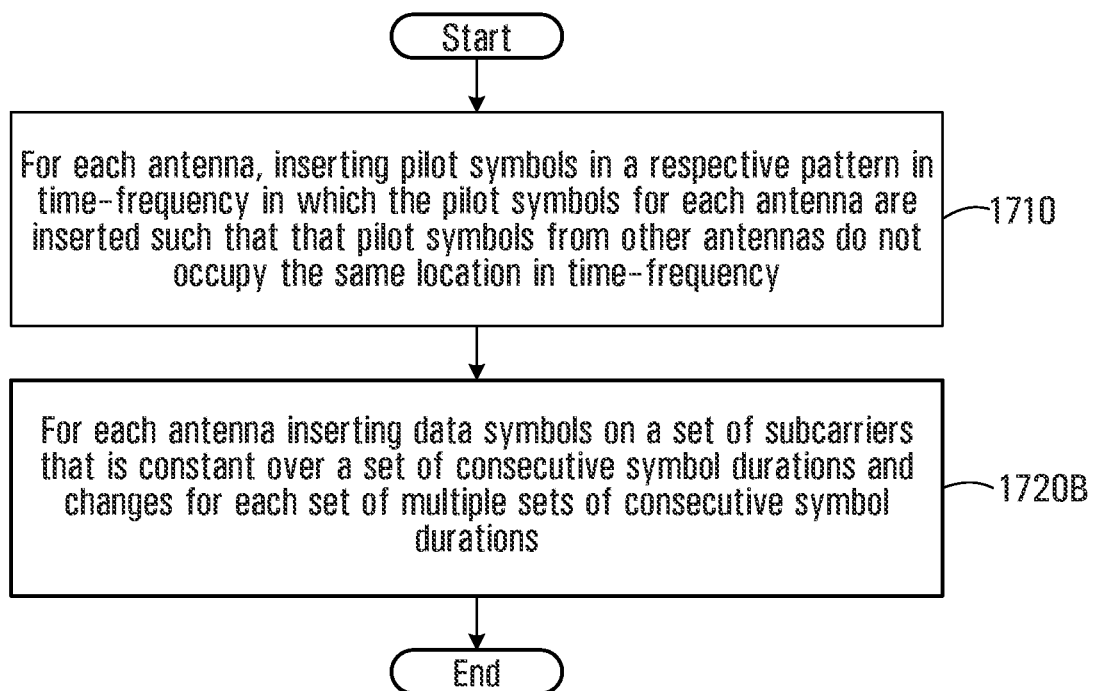 Start
For each antenna, inserting pilot symbols in a respective pattern in
time-frequency in which the pilot symbols for each antenna are
inserted such that that pilot symbols from other antennas do not
occupy the same location in time-frequency
1710
For each antenna inserting data symbols on a set of subcarriers
that is constant over a set of consecutive symbol durations and
changes for each set of multiple sets of consecutive symbol
durations
1720B
End